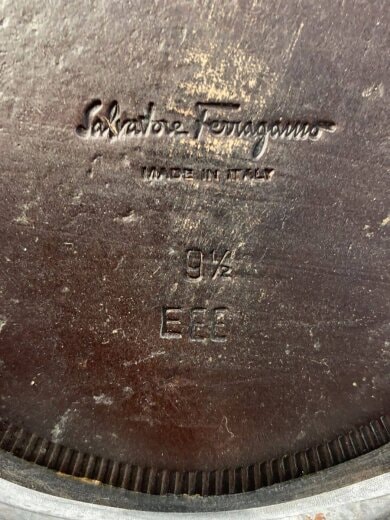 Salvatore Ferragamo
MADE IN ITALY
9½
EEE